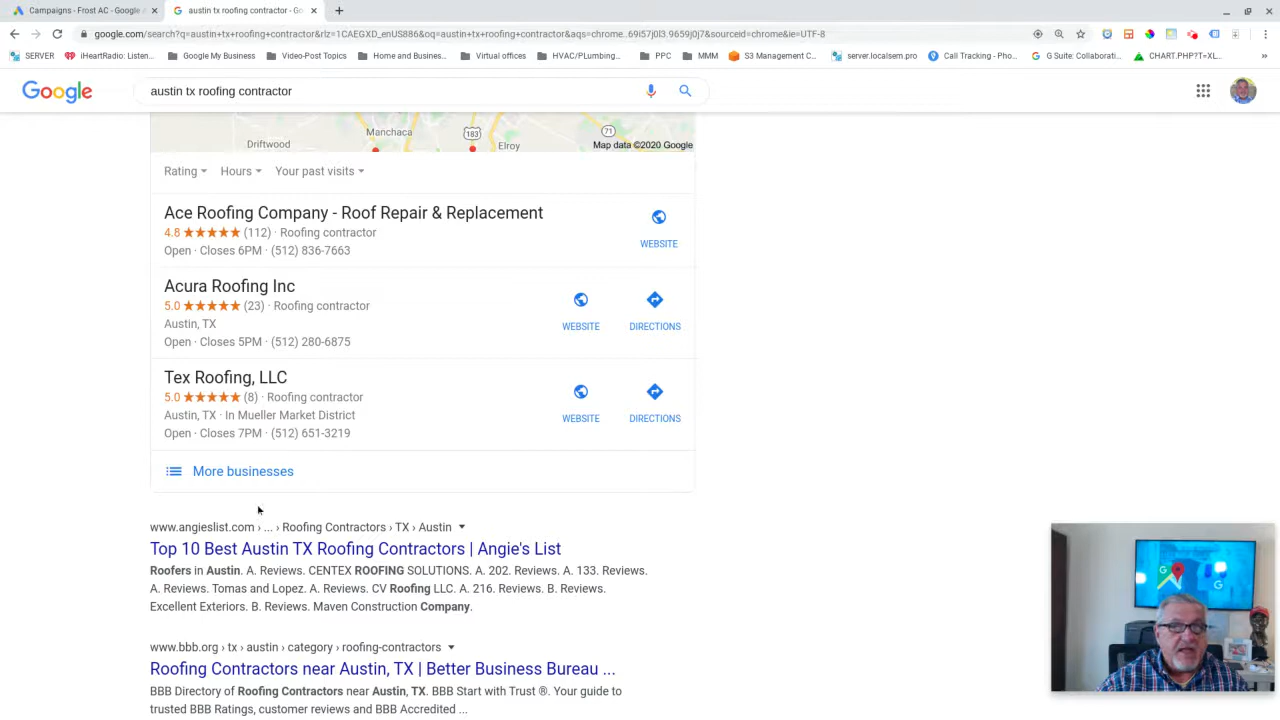 Campaigns - Frost AC - Google A
austin tx roofing contractor - Go
google.com/search?q=austin+tx+roofing+contractor&rlz=1CAEGXD_enUS886&oq=austin+tx+roofing+contractor&aqs=chrome..69i57j0l3.9659j0j7&sourceid=chrome&ie=UTF-8
SERVER
iHeartRadio: Listen...
Google My Business
Video-Post Topics
Home and Busines...
Virtual offices
HVAC/PLumbing...
PPC
MMM
S3 Management C...
server.localsem.pro
Call Tracking - Pho...
G Suite: Collaborati...
CHART.PHP?T=XL...
»
Google
austin tx roofing contractor
Manchaca
183
71
Driftwood
Elroy
Map data ©2020 Google
Rating
Hours
Your past visits
Ace Roofing Company - Roof Repair & Replacement
4.8 ★★★★★ (112) · Roofing contractor
Open · Closes 6PM · (512) 836-7663
WEBSITE
Acura Roofing Inc
5.0 ★★★★★ (23) · Roofing contractor
Austin, TX
Open · Closes 5PM · (512) 280-6875
WEBSITE
DIRECTIONS
Tex Roofing, LLC
5.0 ★★★★★ (8) · Roofing contractor
Austin, TX · In Mueller Market District
Open · Closes 7PM · (512) 651-3219
WEBSITE
DIRECTIONS
More businesses
www.angieslist.com › ... › Roofing Contractors › TX › Austin
Top 10 Best Austin TX Roofing Contractors | Angie's List
Roofers in Austin. A. Reviews. CENTEX ROOFING SOLUTIONS. A. 202. Reviews. A. 133. Reviews.
A. Reviews. Tomas and Lopez. A. Reviews. CV Roofing LLC. A. 216. Reviews. B. Reviews.
Excellent Exteriors. B. Reviews. Maven Construction Company.
www.bbb.org › tx › austin › category › roofing-contractors
Roofing Contractors near Austin, TX | Better Business Bureau ...
BBB Directory of Roofing Contractors near Austin, TX. BBB Start with Trust ®. Your guide to
trusted BBB Ratings, customer reviews and BBB Accredited ...
G